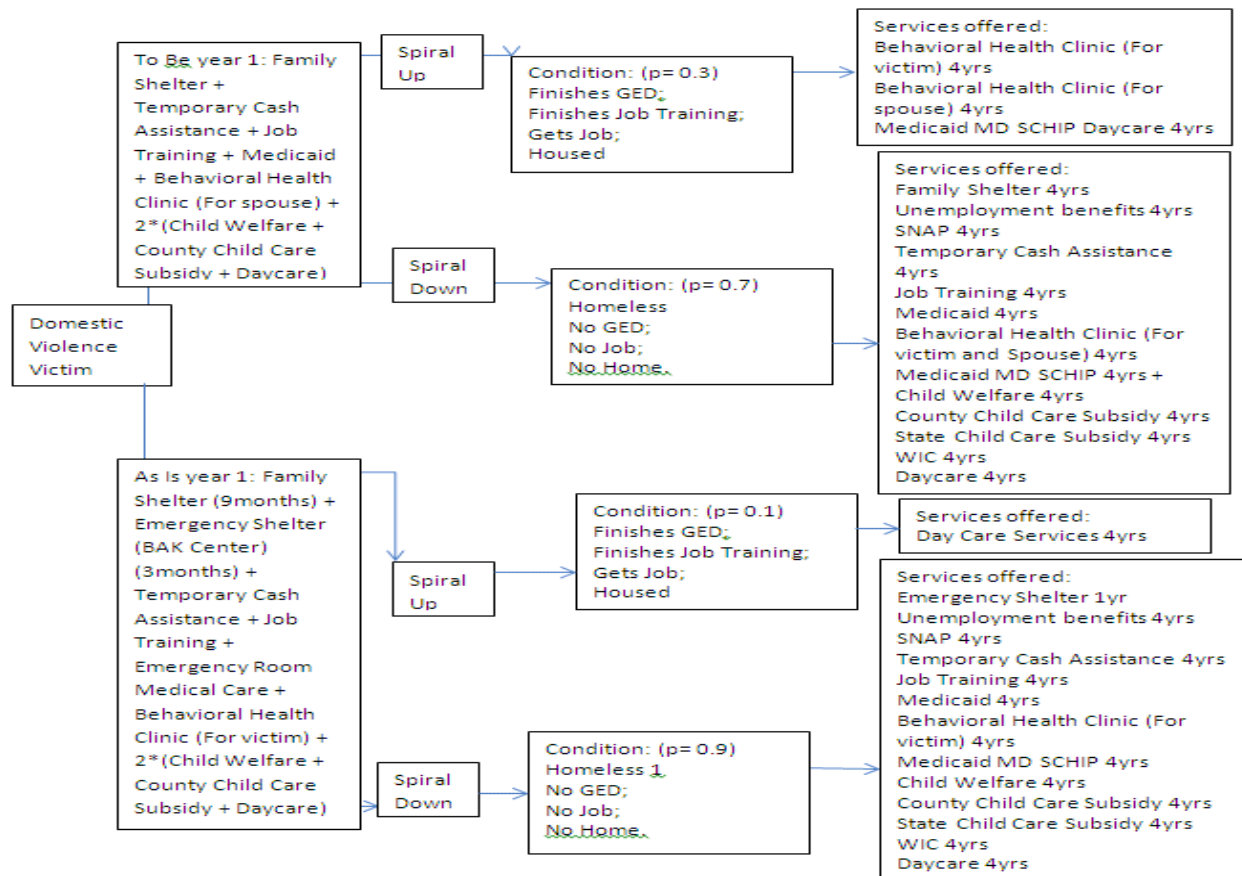 Domestic
Violence
Victim
To Be year 1: Family
Shelter +
Temporary Cash
Assistance + Job
Training + Medicaid
+ Behavioral Health
Clinic (For spouse) +
2*(Child Welfare +
County Child Care
Subsidy + Daycare)
Spiral
Up
Condition: (p= 0.3)
Finishes GED;
Finishes Job Training;
Gets Job;
Housed
Services offered:
Behavioral Health Clinic (For
victim) 4yrs
Behavioral Health Clinic (For
spouse) 4yrs
Medicaid MD SCHIP Daycare 4yrs
Spiral
Down
Condition: (p= 0.7)
Homeless
No GED;
No Job;
No Home.
Services offered:
Family Shelter 4yrs
Unemployment benefits 4yrs
SNAP 4yrs
Temporary Cash Assistance
4yrs
Job Training 4yrs
Medicaid 4yrs
Behavioral Health Clinic (For
victim and Spouse) 4yrs
Medicaid MD SCHIP 4yrs +
Child Welfare 4yrs
County Child Care Subsidy 4yrs
State Child Care Subsidy 4yrs
WIC 4yrs
Daycare 4yrs
As Is year 1: Family
Shelter (9months) +
Emergency Shelter
(BAK Center)
(3months) +
Temporary Cash
Assistance + Job
Training +
Emergency Room
Medical Care +
Behavioral Health
Clinic (For victim) +
2*(Child Welfare +
County Child Care
Subsidy + Daycare)
Spiral
Up
Condition: (p= 0.1)
Finishes GED;
Finishes Job Training;
Gets Job;
Housed
Services offered:
Day Care Services 4yrs
Spiral
Down
Condition: (p= 0.9)
Homeless 1
No GED;
No Job;
No Home.
Services offered:
Emergency Shelter 1yr
Unemployment benefits 4yrs
SNAP 4yrs
Temporary Cash Assistance 4yrs
Job Training 4yrs
Medicaid 4yrs
Behavioral Health Clinic (For
victim) 4yrs
Medicaid MD SCHIP 4yrs
Child Welfare 4yrs
County Child Care Subsidy 4yrs
State Child Care Subsidy 4yrs
WIC 4yrs
Daycare 4yrs